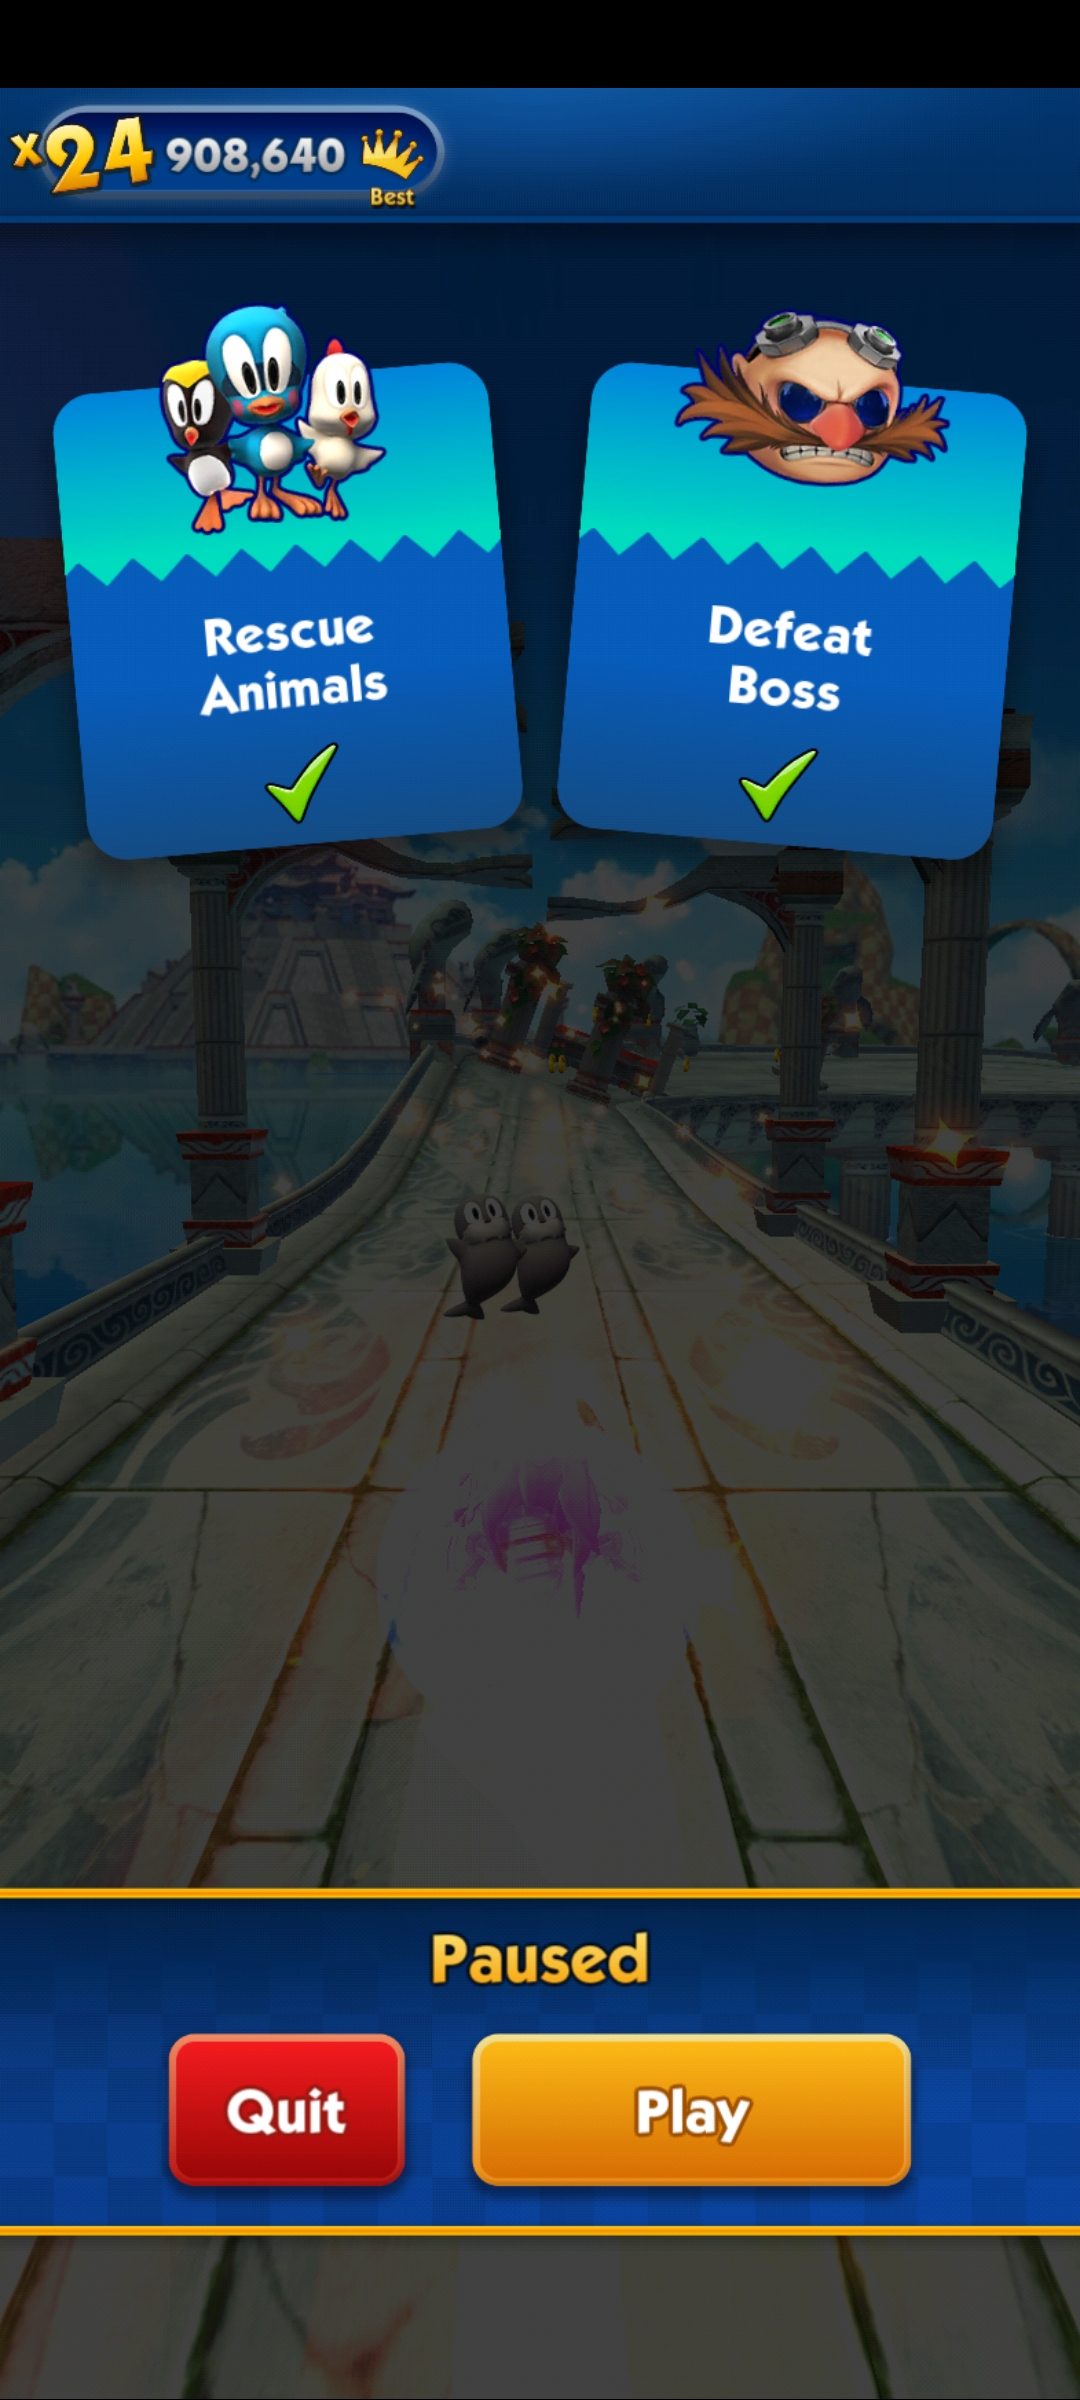 x24 908,640
Best
Rescue
Animals
Defeat
Boss
Paused
Quit
Play